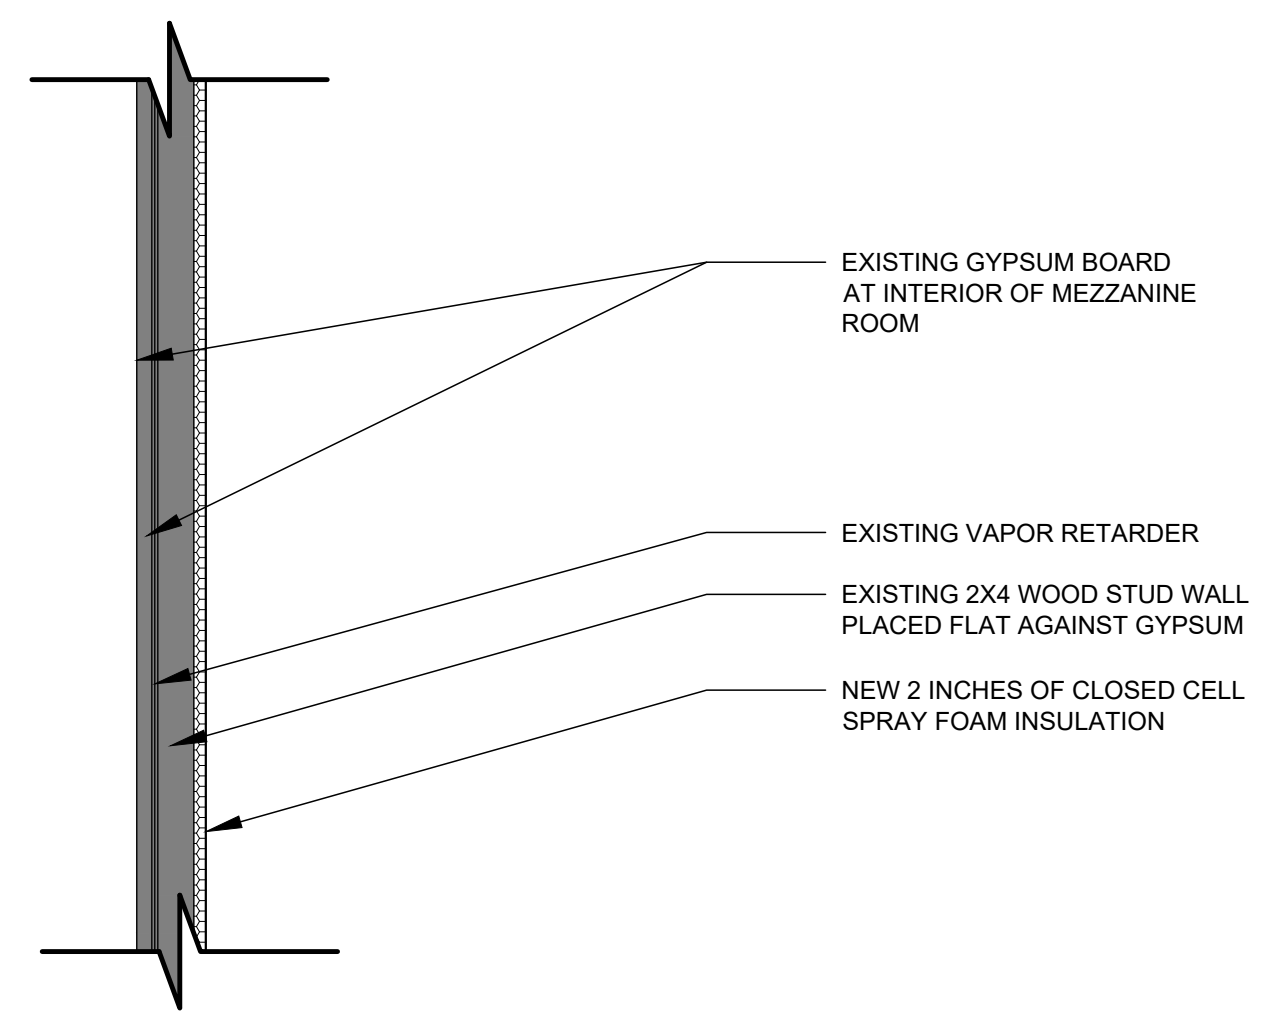 EXISTING GYPSUM BOARD
AT INTERIOR OF MEZZANINE
ROOM
EXISTING VAPOR RETARDER
EXISTING 2X4 WOOD STUD WALL
PLACED FLAT AGAINST GYPSUM
NEW 2 INCHES OF CLOSED CELL
SPRAY FOAM INSULATION